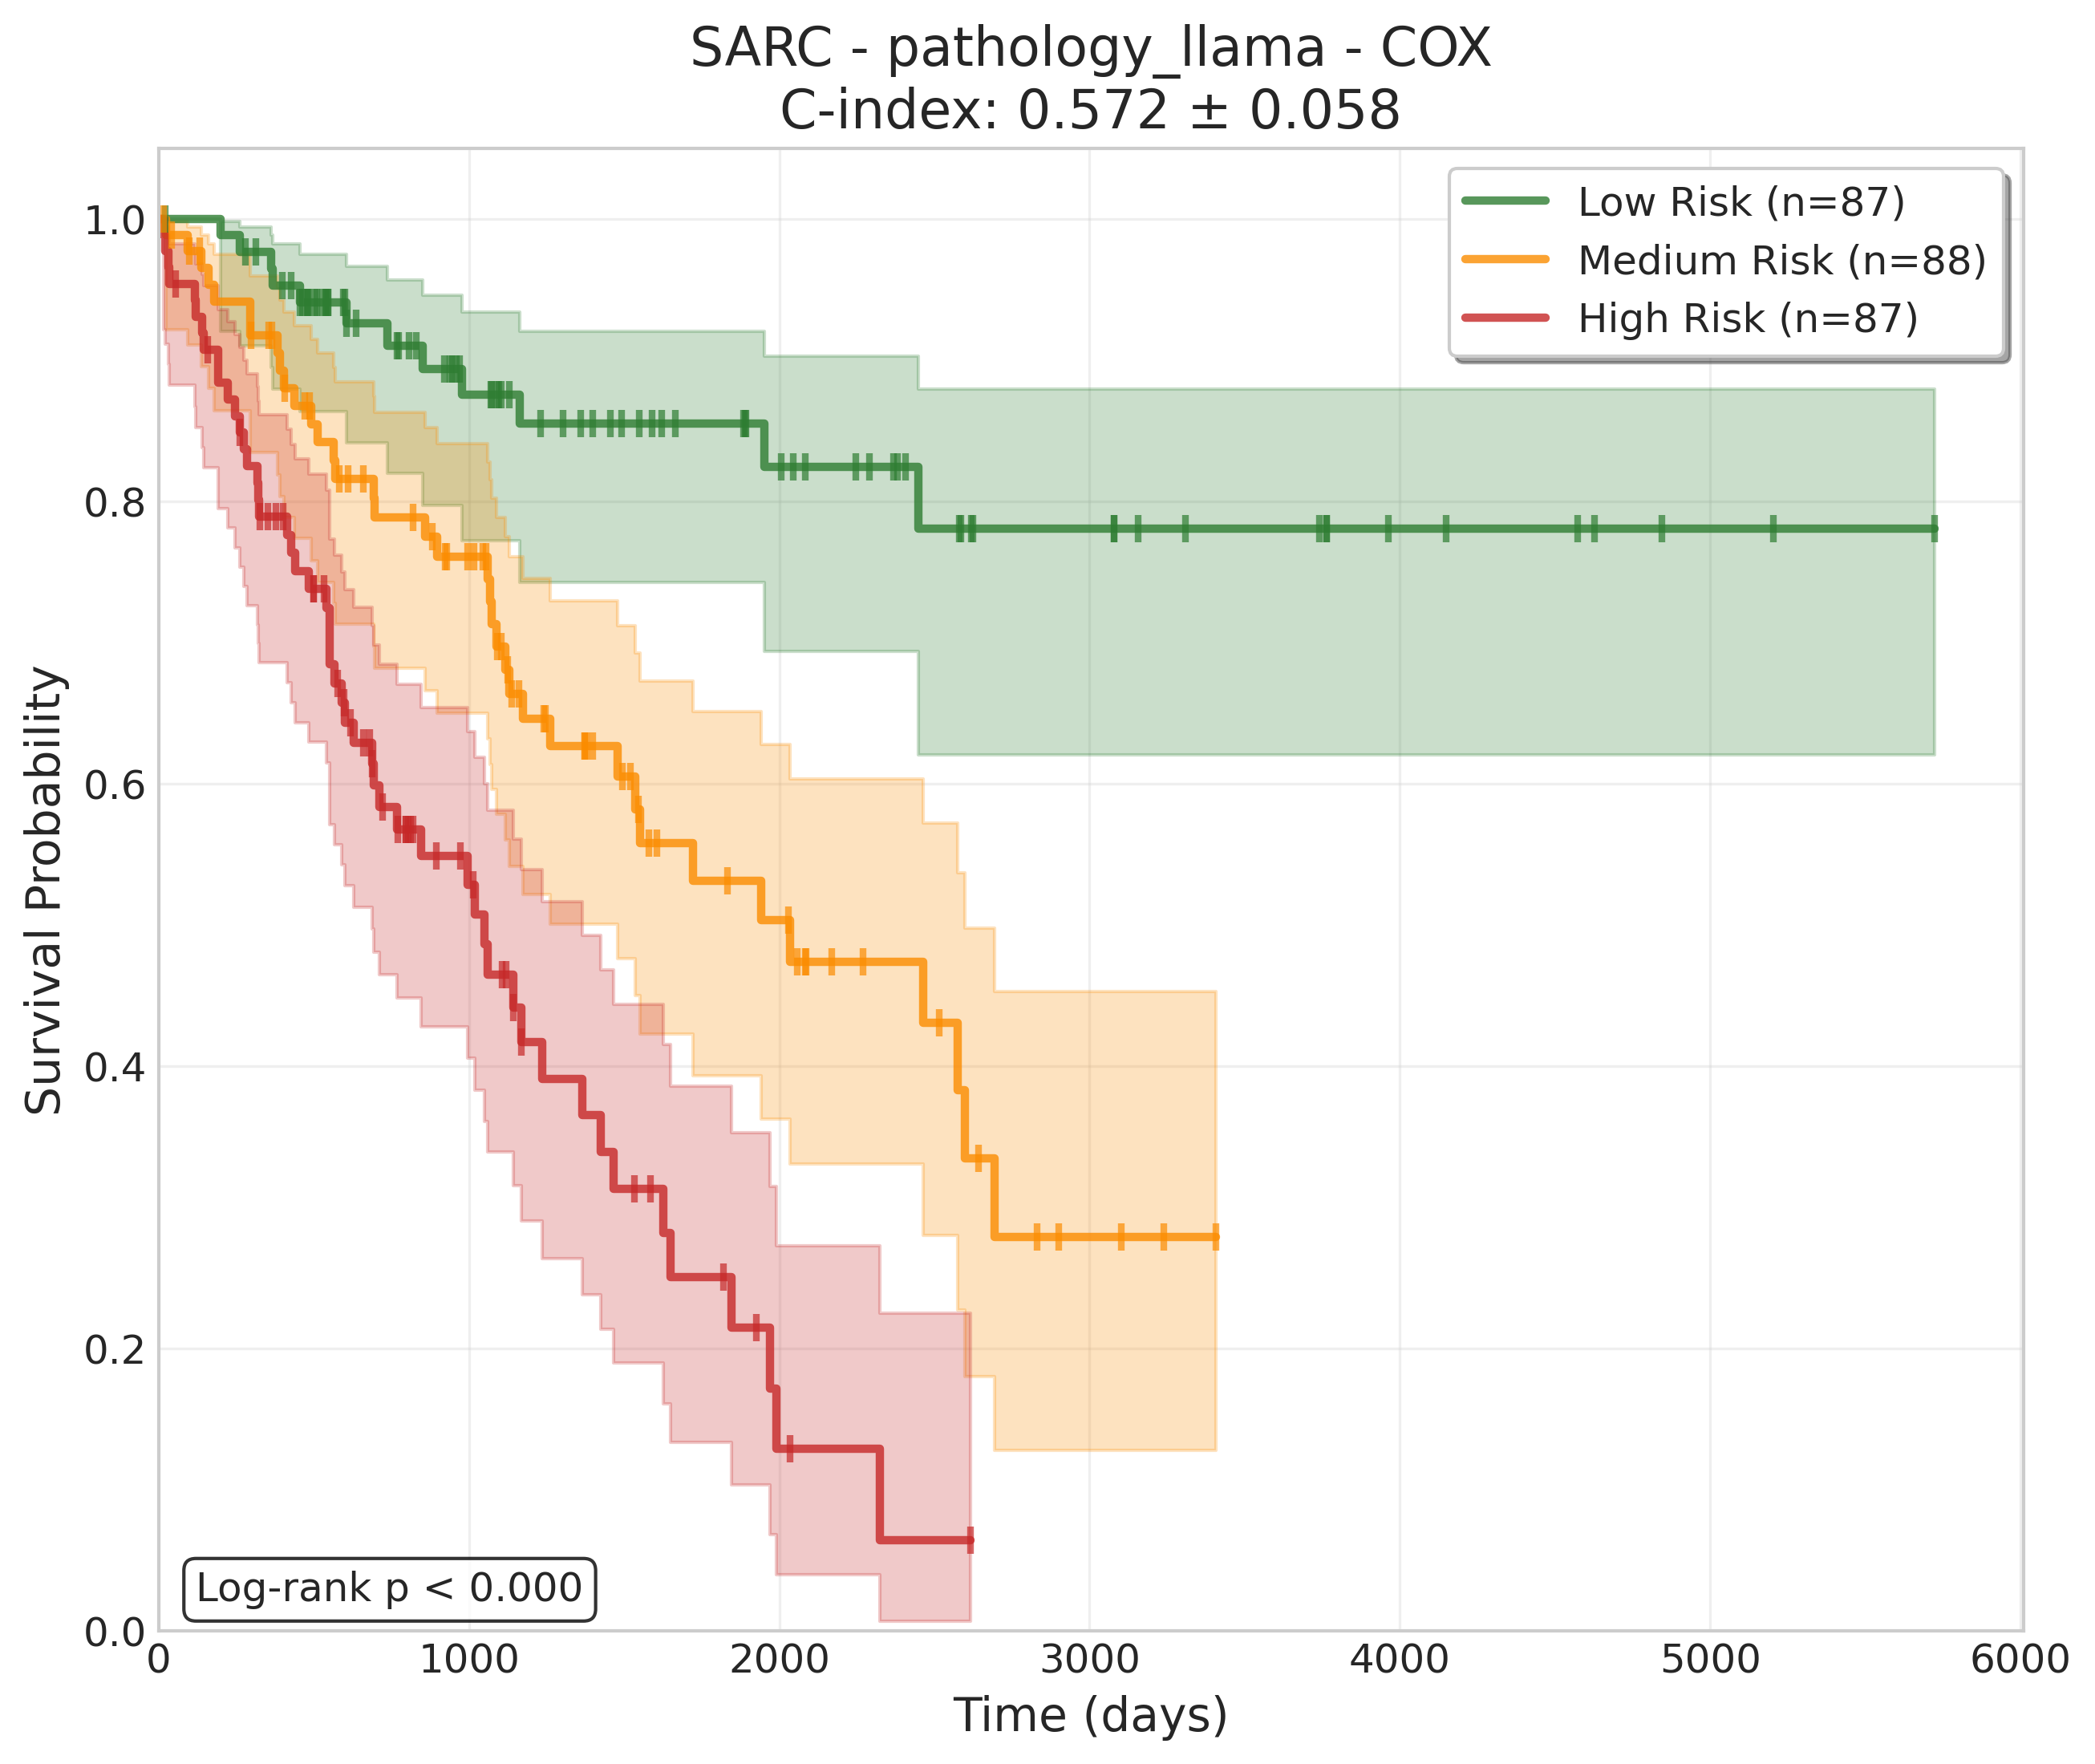 SARC - pathology_llama - COX
C-index: 0.572 ± 0.058
Low Risk (n=87)
Medium Risk (n=88)
High Risk (n=87)
Survival Probability
1.0
0.8
0.6
0.4
0.2
0.0
Log-rank p < 0.000
0 1000 2000 3000 4000 5000 6000
Time (days)